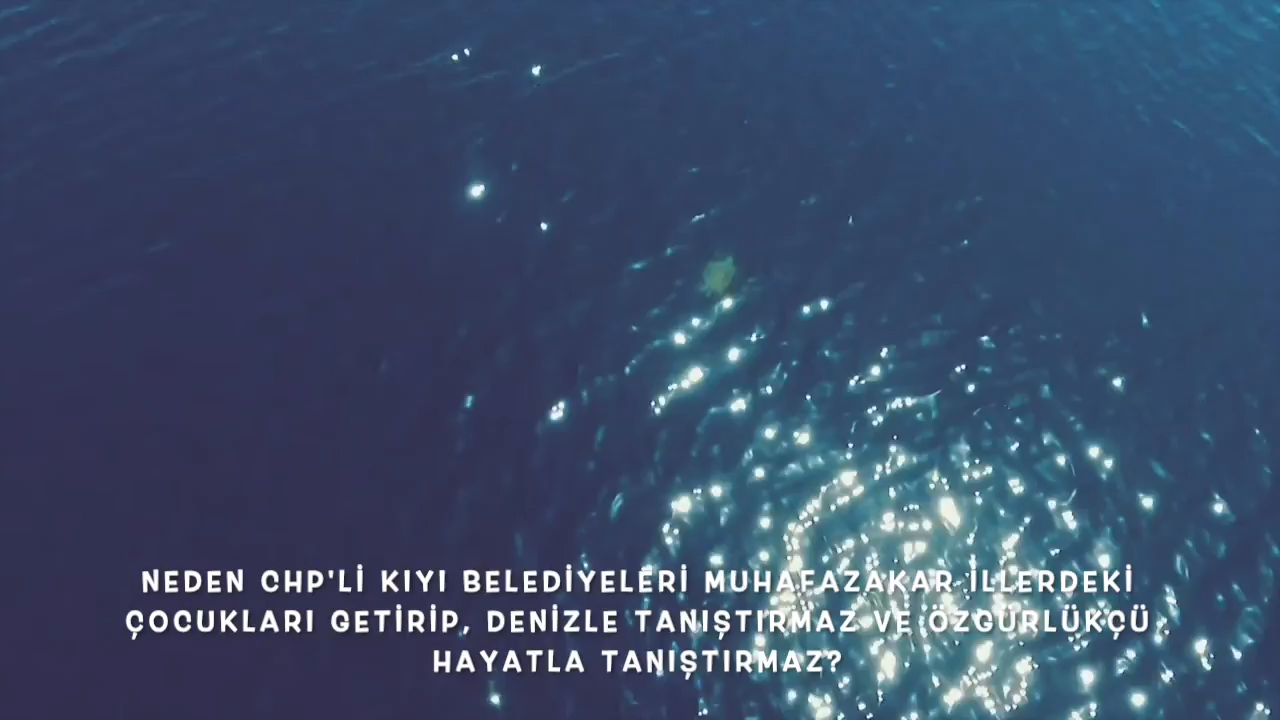 NEDEN CHP'Lİ KIYI BELEDİYELERİ MUHAFAZAKAR İLLERDEKİ
ÇOCUKLARI GETİRİP, DENİZLE TANIŞTIRMAZ VE ÖZGÜRLÜKÇÜ
HAYATLA TANIŞTIRMAZ?